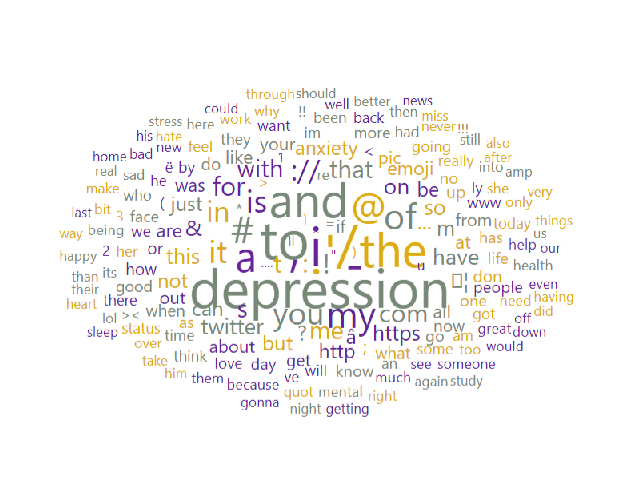 through should
could why !! well better news
stress here work been back then miss
his hate they want im more had never !!! still also
home bad new feel your anxiety < pic going really after
real sad ë by do like 1 with :// re that emoji no into amp
make who he was for . > is and @ of on be up ly she very
last bit 3 face ( just in * # to i ! = if so m from www only today things
way being we are & it a the u have at has help our us
happy 2 her or this life health
than its how not depression don people even
their good out one need having
heart there when can s you my com all got did
lol > < status as twitter ? me â https now go am great off down
sleep over time about but http ; what some too would
take think love day get an see someone
him them because ve will know much again study
gonna quot mental right
night getting